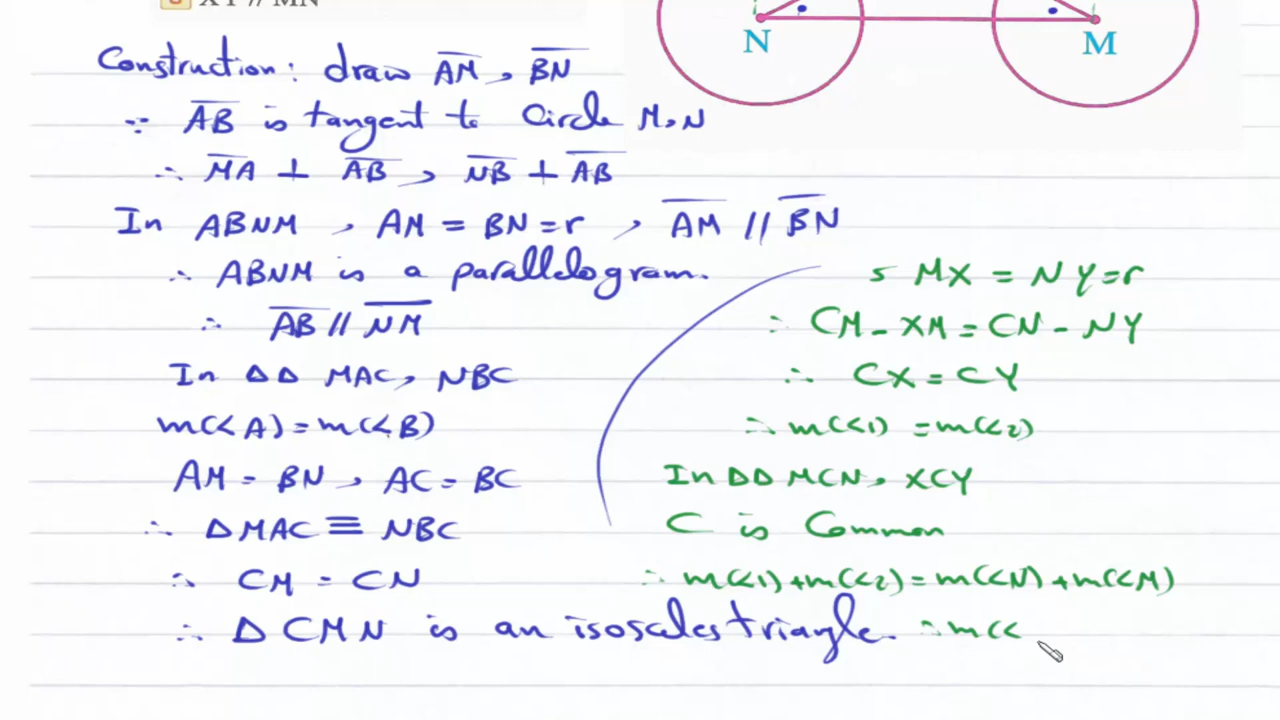 XY // MN
N
M
Construction: draw AM, BN
∵ AB is tangent to Circle M, N
∴ MA ⊥ AB, NB ⊥ AB
In ABNM, AM = BN = r, AM // BN
∴ ABNM is a parallelogram.
∴ AB // NM
In ΔΔ MAC, NBC
m(<A) = m(<B)
AM = BN, AC = BC
∴ ΔMAC ≡ NBC
∴ CM = CN
∴ Δ CMN is an isosceles triangle.
, MX = NY = r
∴ CM - XM = CN - NY
∴ CX = CY
∴ m(<1) = m(<2)
In ΔΔ MCN, XCY
C is Common
∴ m(<1) + m(<2) = m(<N) + m(<M)
∴ m(<